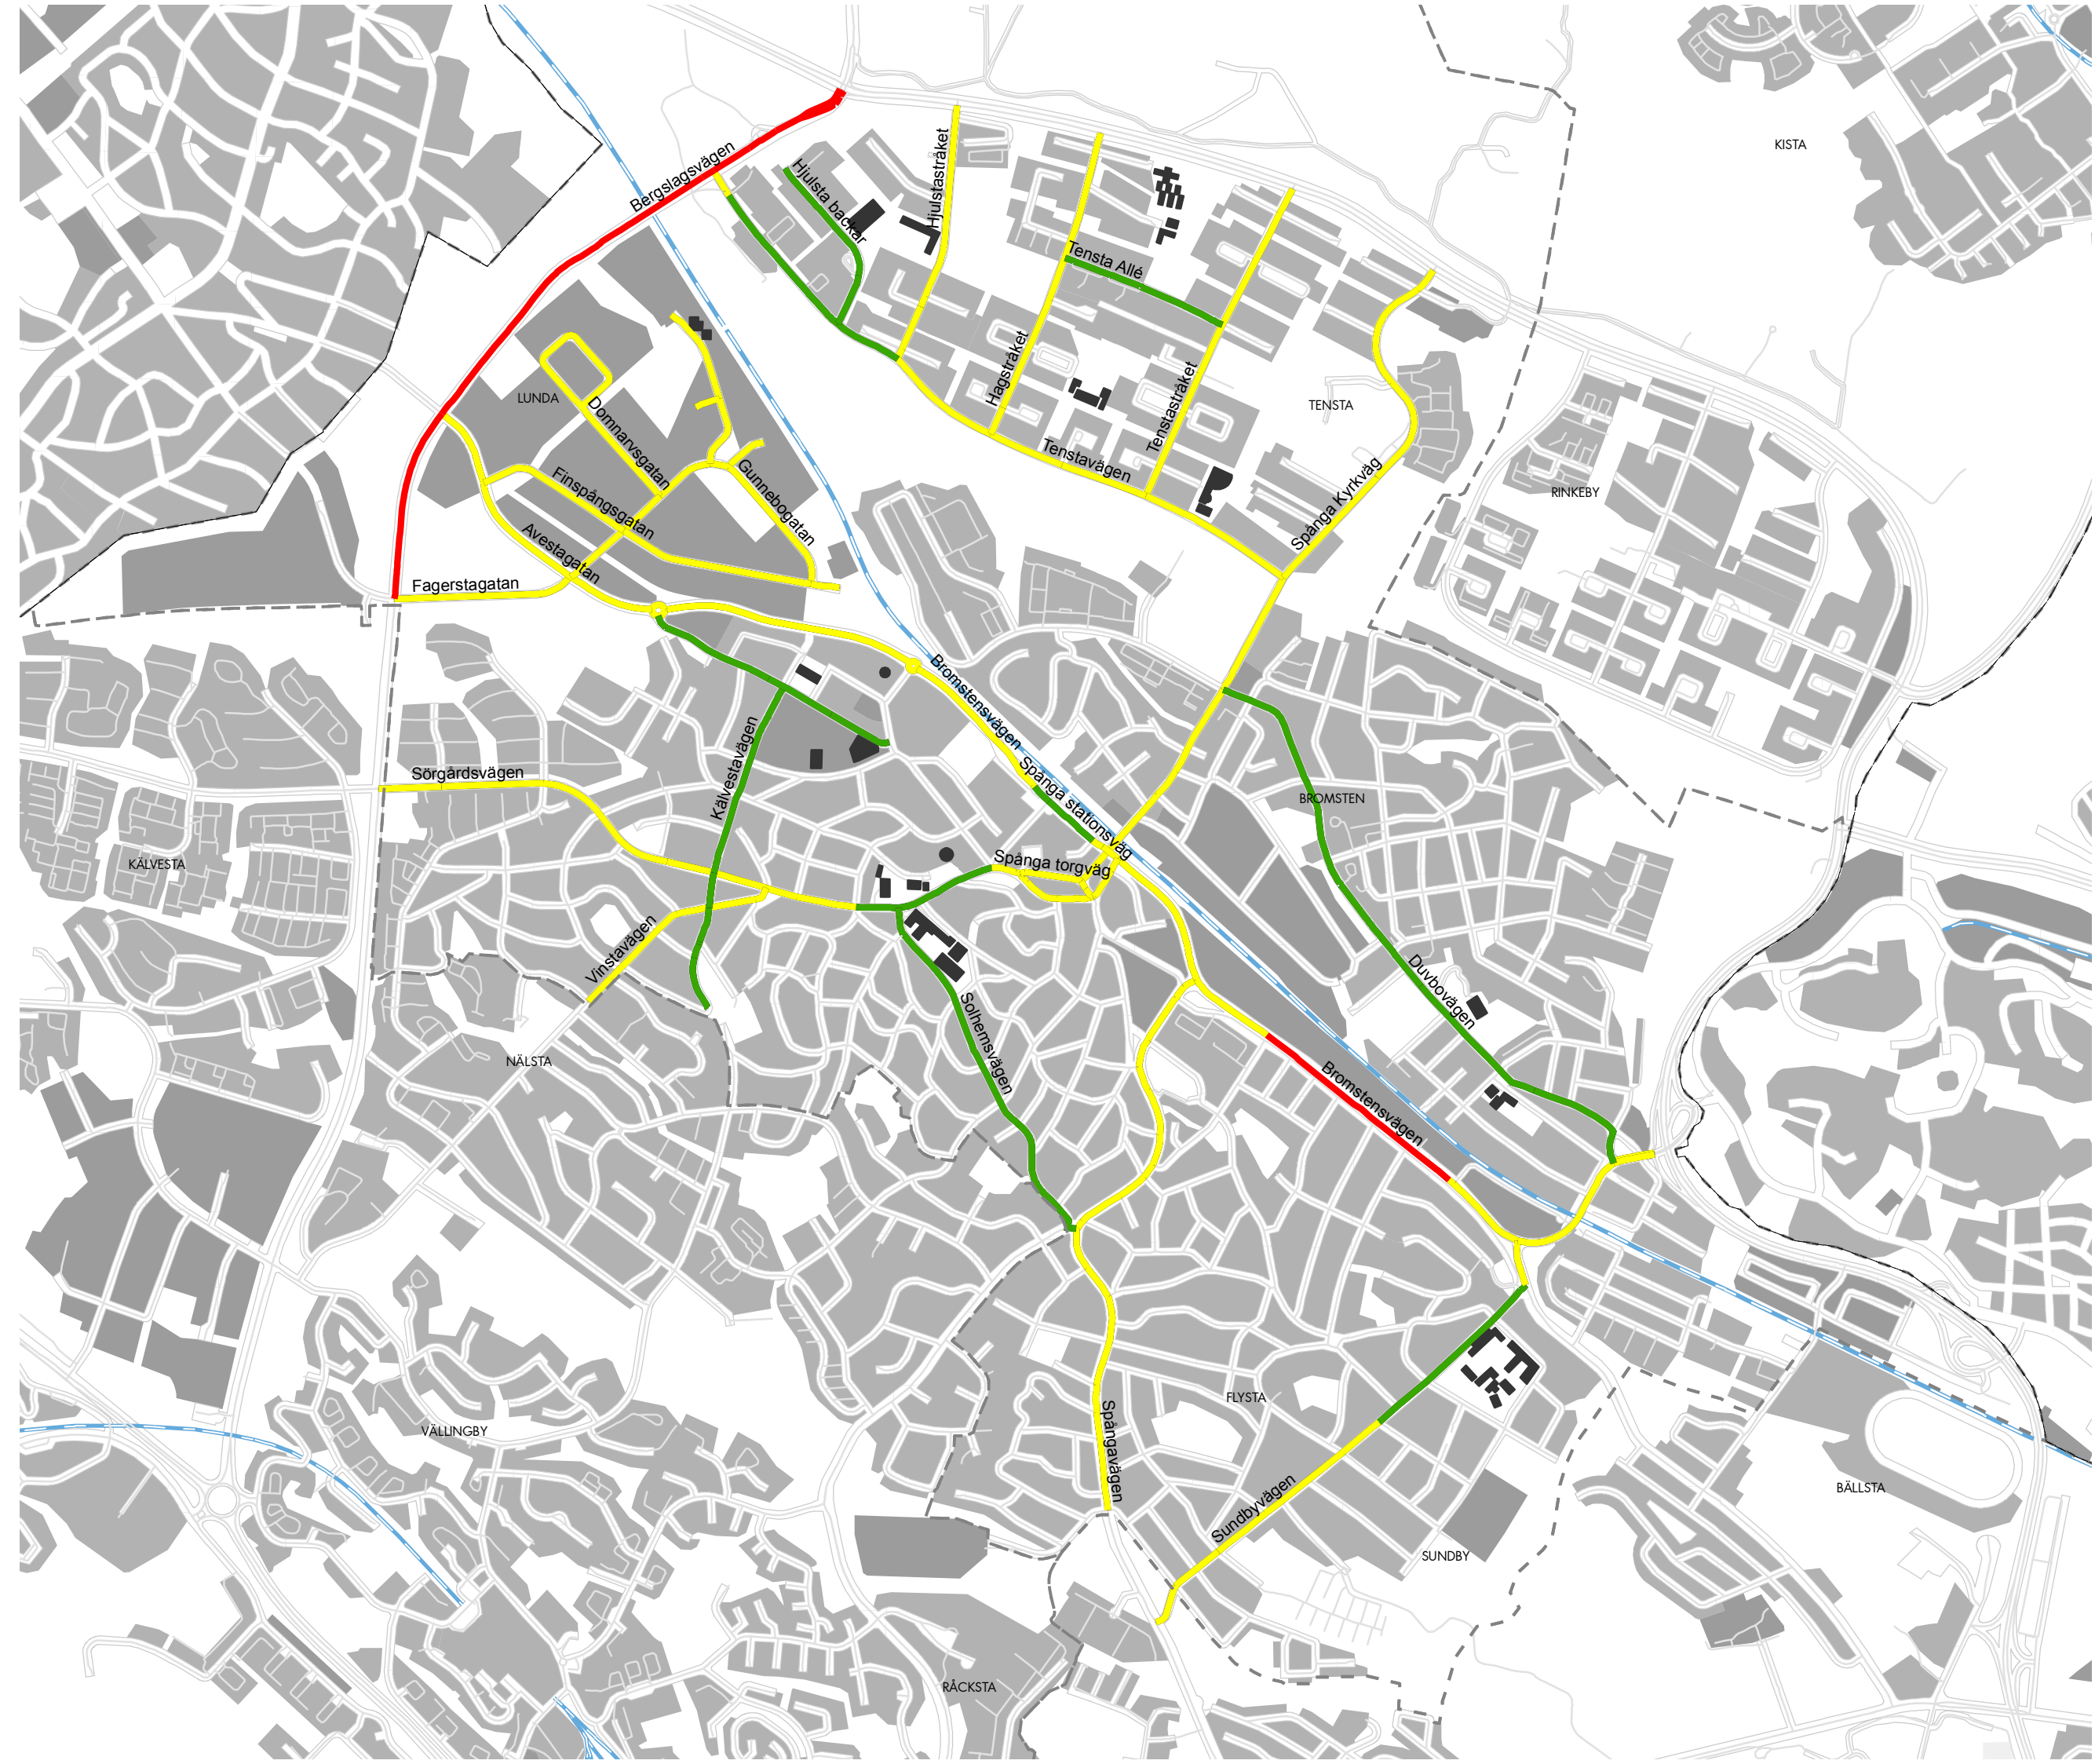 KISTA
Bergslagsvägen
Hjulsta backar
Hjulstastråket
Tensta Allé
Hagstråket
Tenstastråket
LUNDA
TENSTA
Domnarvsgatan
Tenstavägen
Gunnebogatan
Finspångsgatan
RINKEBY
Spånga Kyrkväg
Avestagatan
Fagerstagatan
Bromstensvägen
Kälvestavägen
Sörgårdsvägen
Spånga stationsväg
BROMSTEN
KÄLVESTA
Spånga torgväg
Vinstavägen
Duvbovägen
Solhemsvägen
NÄLSTA
Bromstensvägen
FLYSTA
VÄLLINGBY
Spångavägen
BÄLLSTA
Sundbyvägen
SUNDBY
RÅCKSTA